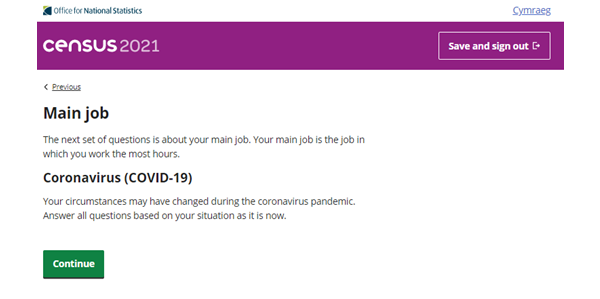 Office for National Statistics
Cymraeg
census 2021
Save and sign out
Previous
Main job
The next set of questions is about your main job. Your main job is the job in
which you work the most hours.
Coronavirus (COVID-19)
Your circumstances may have changed during the coronavirus pandemic.
Answer all questions based on your situation as it is now.
Continue